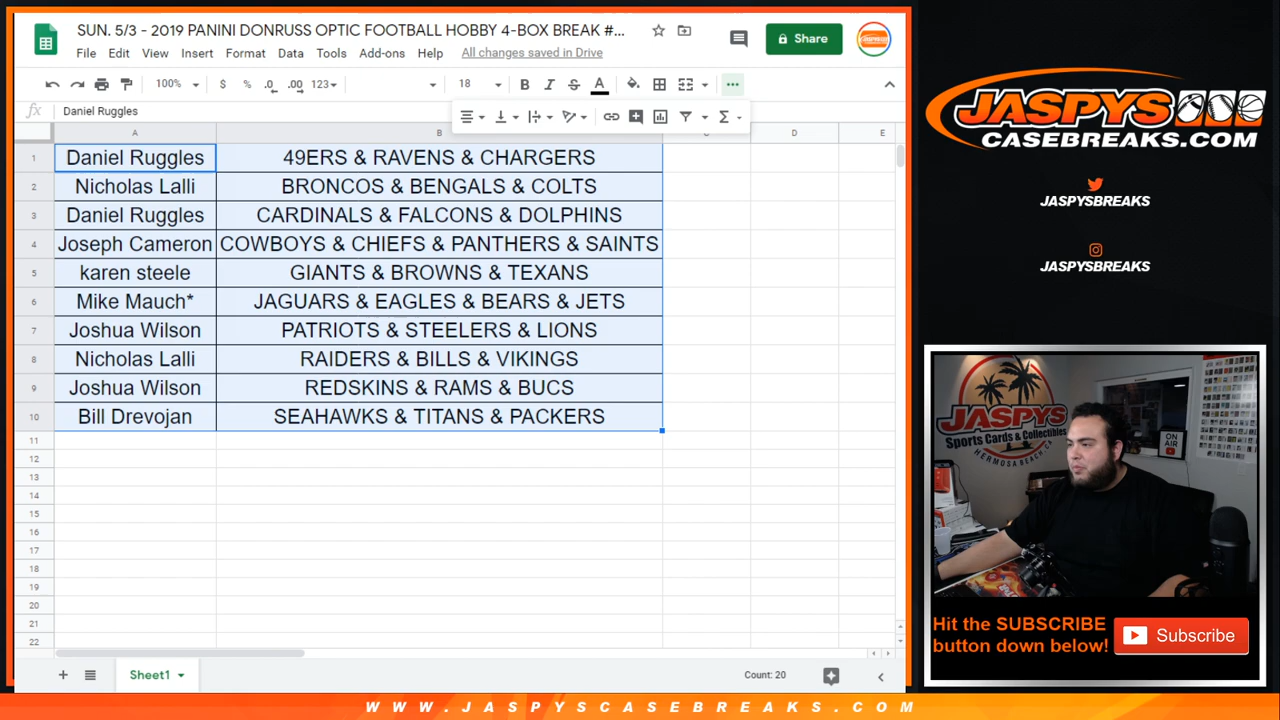 SUN. 5/3 - 2019 PANINI DONRUSS OPTIC FOOTBALL HOBBY 4-BOX BREAK #...
File Edit View Insert Format Data Tools Add-ons Help All changes saved in Drive
Share
100% $ % .0 .00 123 18 B I S A
fx Daniel Ruggles
A B C D E
1 Daniel Ruggles 49ERS & RAVENS & CHARGERS
2 Nicholas Lalli BRONCOS & BENGALS & COLTS
3 Daniel Ruggles CARDINALS & FALCONS & DOLPHINS
4 Joseph Cameron COWBOYS & CHIEFS & PANTHERS & SAINTS
5 karen steele GIANTS & BROWNS & TEXANS
6 Mike Mauch* JAGUARS & EAGLES & BEARS & JETS
7 Joshua Wilson PATRIOTS & STEELERS & LIONS
8 Nicholas Lalli RAIDERS & BILLS & VIKINGS
9 Joshua Wilson REDSKINS & RAMS & BUCS
10 Bill Drevojan SEAHAWKS & TITANS & PACKERS
11
12
13
14
15
16
17
18
19
20
21
22
Sheet1
Count: 20
JASPYS
CASEBREAKS.COM
JASPYSBREAKS
JASPYSBREAKS
JASPYS
Sports Cards & Collectibles
HERMOSA BEACH, CA
ON AIR
Hit the SUBSCRIBE
button down below!
Subscribe
WWW.JASPYSCASEBREAKS.COM